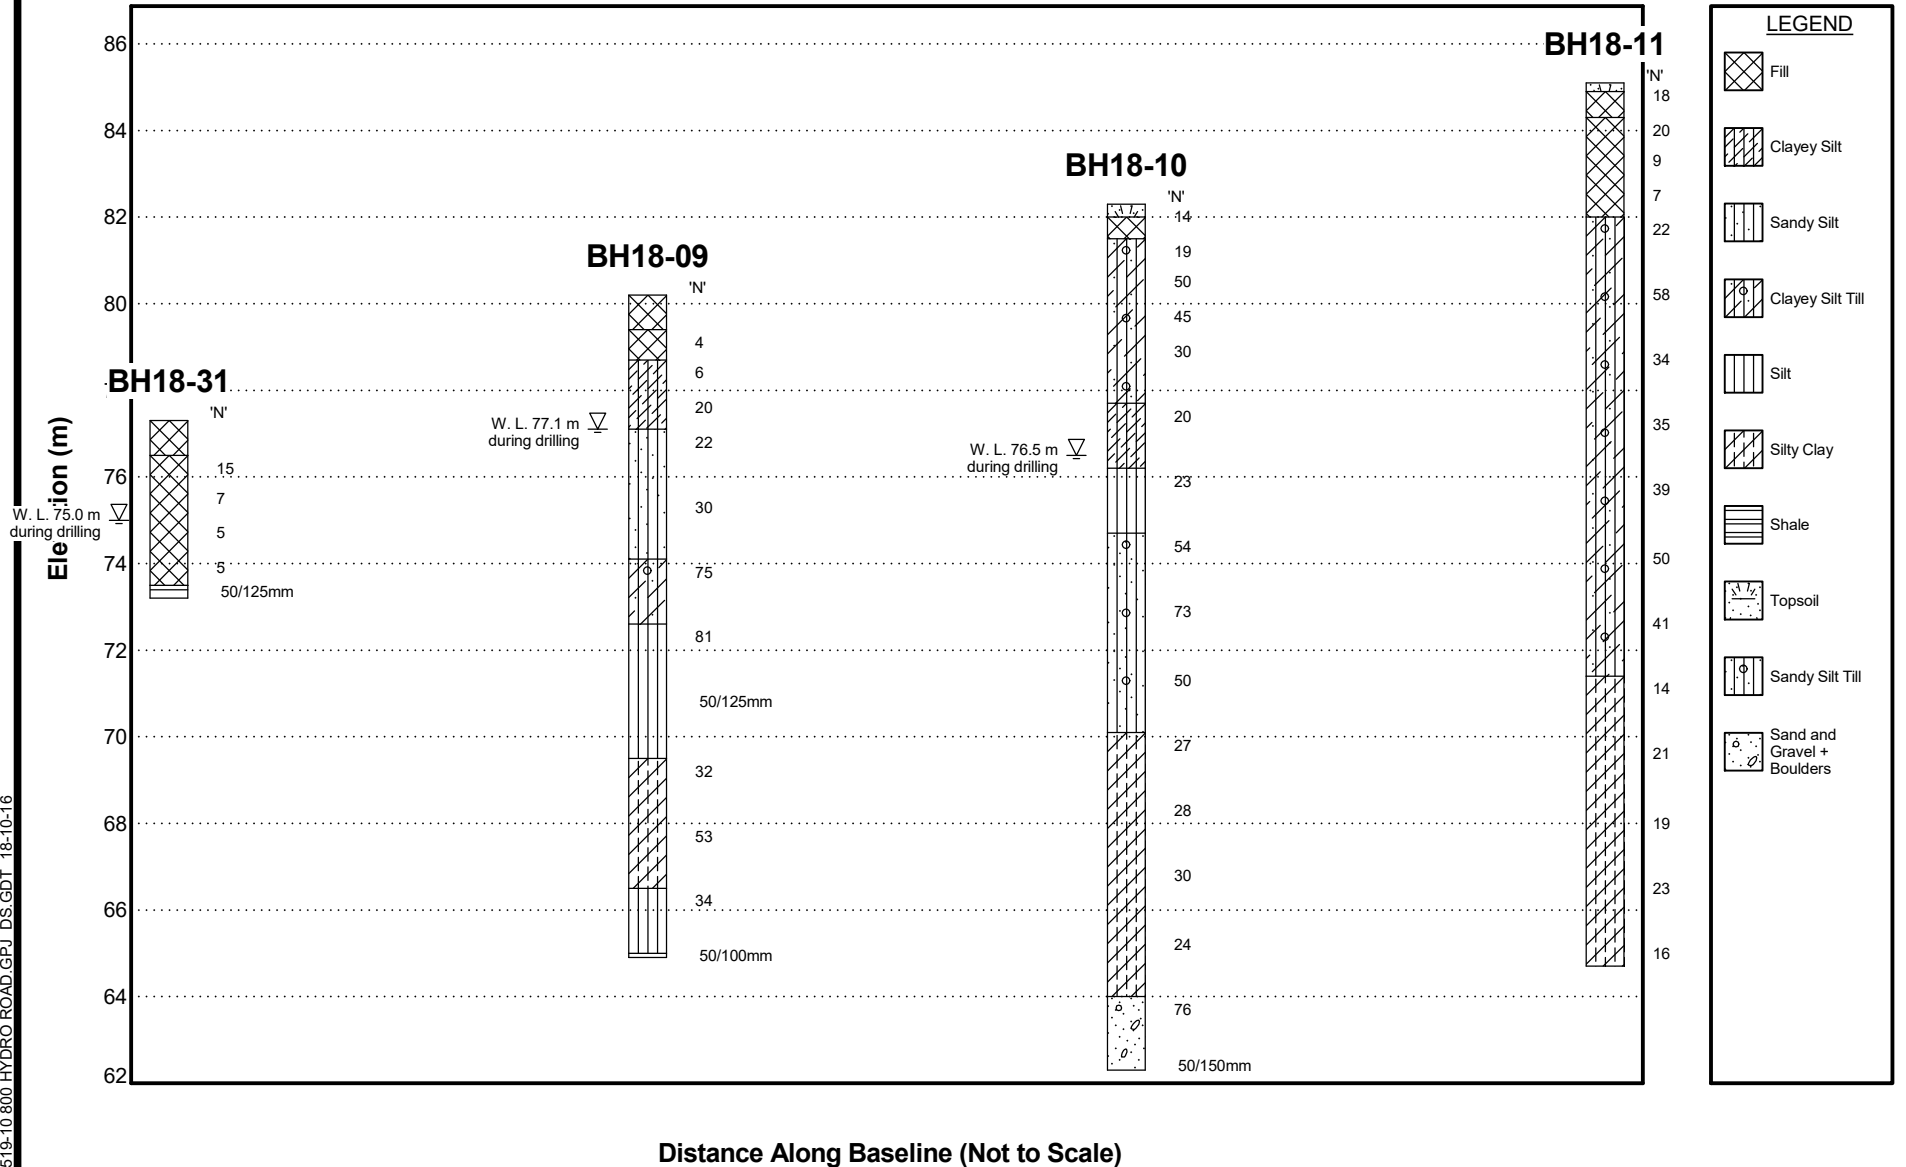 86
84
82
80
76
74
72
70
68
66
64
62
BH18-31
'N'
15
7
5
5
50/125mm
W. L. 75.0 m
during drilling
BH18-09
'N'
4
6
20
22
30
75
81
50/125mm
32
53
34
50/100mm
W. L. 77.1 m
during drilling
BH18-10
'N'
14
19
50
45
30
20
23
54
73
50
27
28
30
24
76
50/150mm
W. L. 76.5 m
during drilling
BH18-11
'N'
18
20
9
7
22
58
34
35
39
50
41
14
21
19
23
16
LEGEND
Fill
Clayey Silt
Sandy Silt
Clayey Silt Till
Silt
Silty Clay
Shale
Topsoil
Sandy Silt Till
Sand and
Gravel +
Boulders
Distance Along Baseline (Not to Scale)
519-10 800 HYDRO ROAD.GPJ DS.GDT 18-10-16